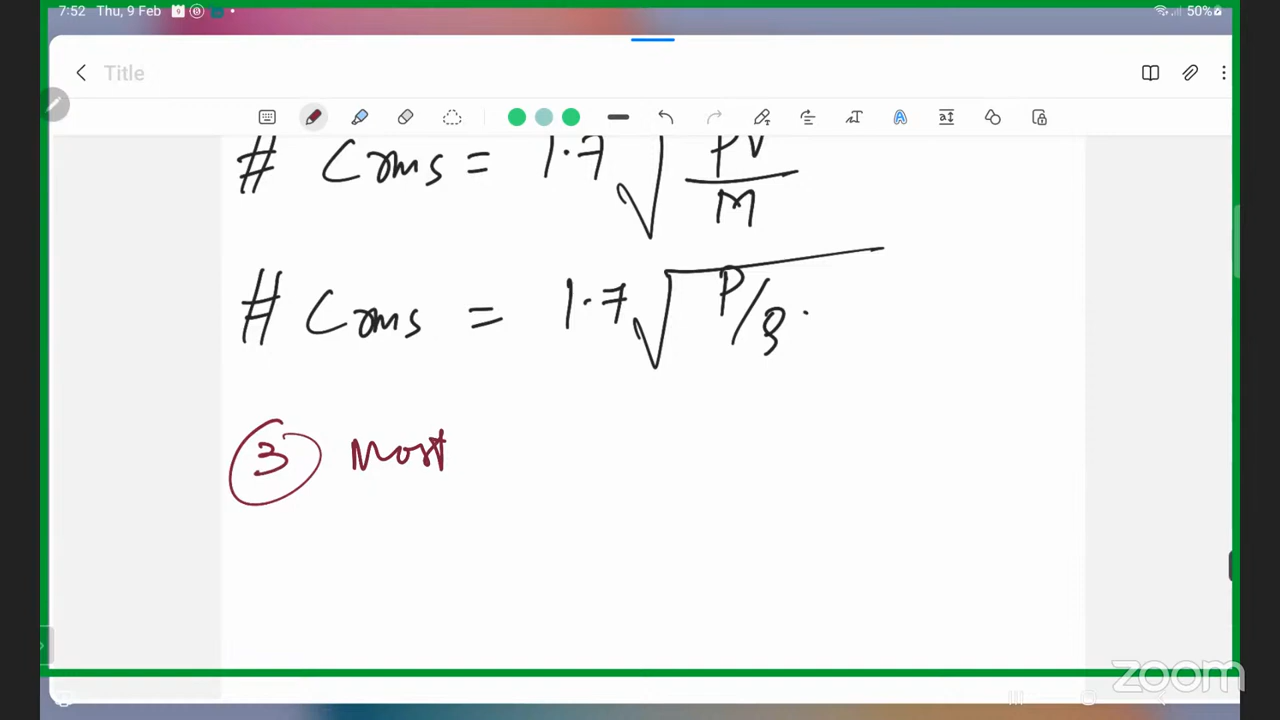 7:52 Thu, 9 Feb
50%
Title
# Crms = 1.7 √ PV / M
# Crms = 1.7 √ P/ρ.
③ Most
zoom